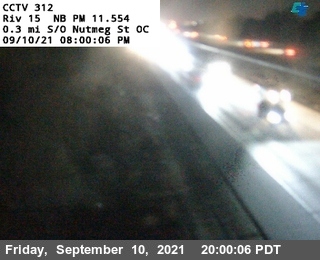 CCTV 312
Riv 15 NB PM 11.554
0.3 mi S/O Nutmeg St OC
09/10/21 08:00:06 PM
Friday, September 10, 2021 20:00:06 PDT